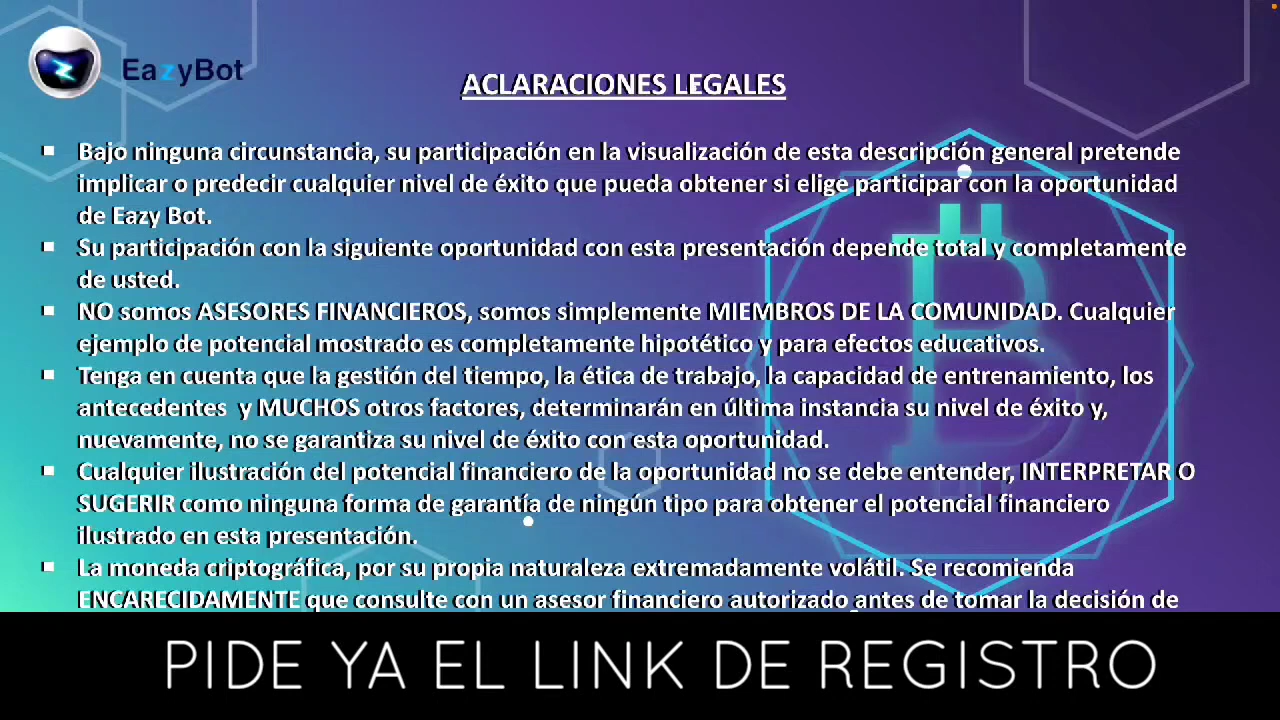 EazyBot
ACLARACIONES LEGALES
▪ Bajo ninguna circunstancia, su participación en la visualización de esta descripción general pretende
implicar o predecir cualquier nivel de éxito que pueda obtener si elige participar con la oportunidad
de Eazy Bot.
▪ Su participación con la siguiente oportunidad con esta presentación depende total y completamente
de usted.
▪ NO somos ASESORES FINANCIEROS, somos simplemente MIEMBROS DE LA COMUNIDAD. Cualquier
ejemplo de potencial mostrado es completamente hipotético y para efectos educativos.
▪ Tenga en cuenta que la gestión del tiempo, la ética de trabajo, la capacidad de entrenamiento, los
antecedentes y MUCHOS otros factores, determinarán en última instancia su nivel de éxito y,
nuevamente, no se garantiza su nivel de éxito con esta oportunidad.
▪ Cualquier ilustración del potencial financiero de la oportunidad no se debe entender, INTERPRETAR O
SUGERIR como ninguna forma de garantía de ningún tipo para obtener el potencial financiero
ilustrado en esta presentación.
▪ La moneda criptográfica, por su propia naturaleza extremadamente volátil. Se recomienda
ENCARECIDAMENTE que consulte con un asesor financiero autorizado antes de tomar la decisión de
PIDE YA EL LINK DE REGISTRO